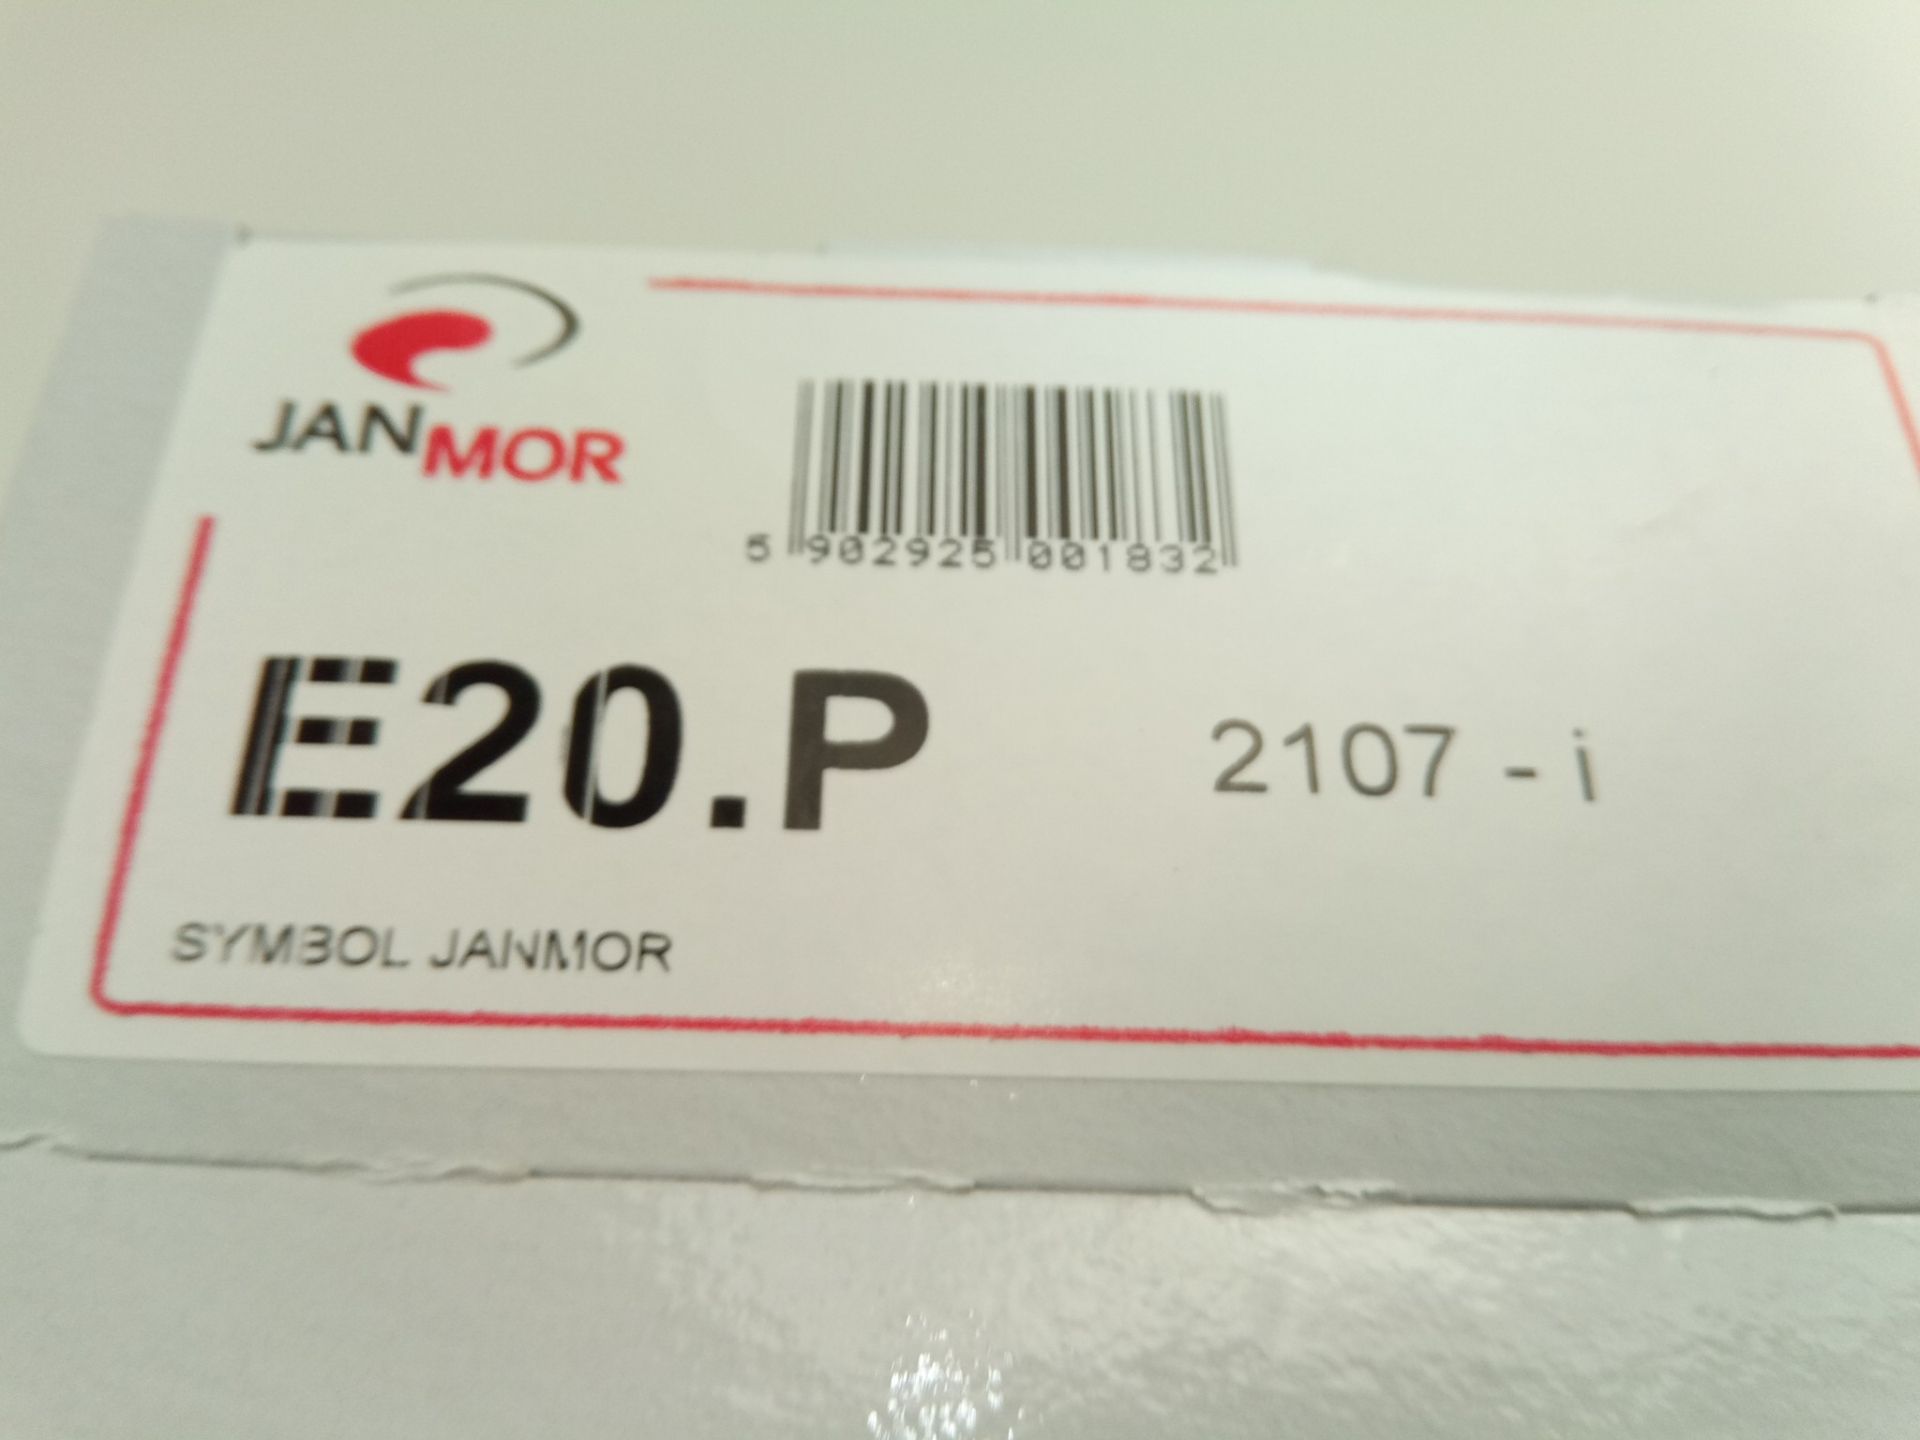 JANMOR
5 902925 001832
E20.P 2107 - i
SYMBOL JANMOR